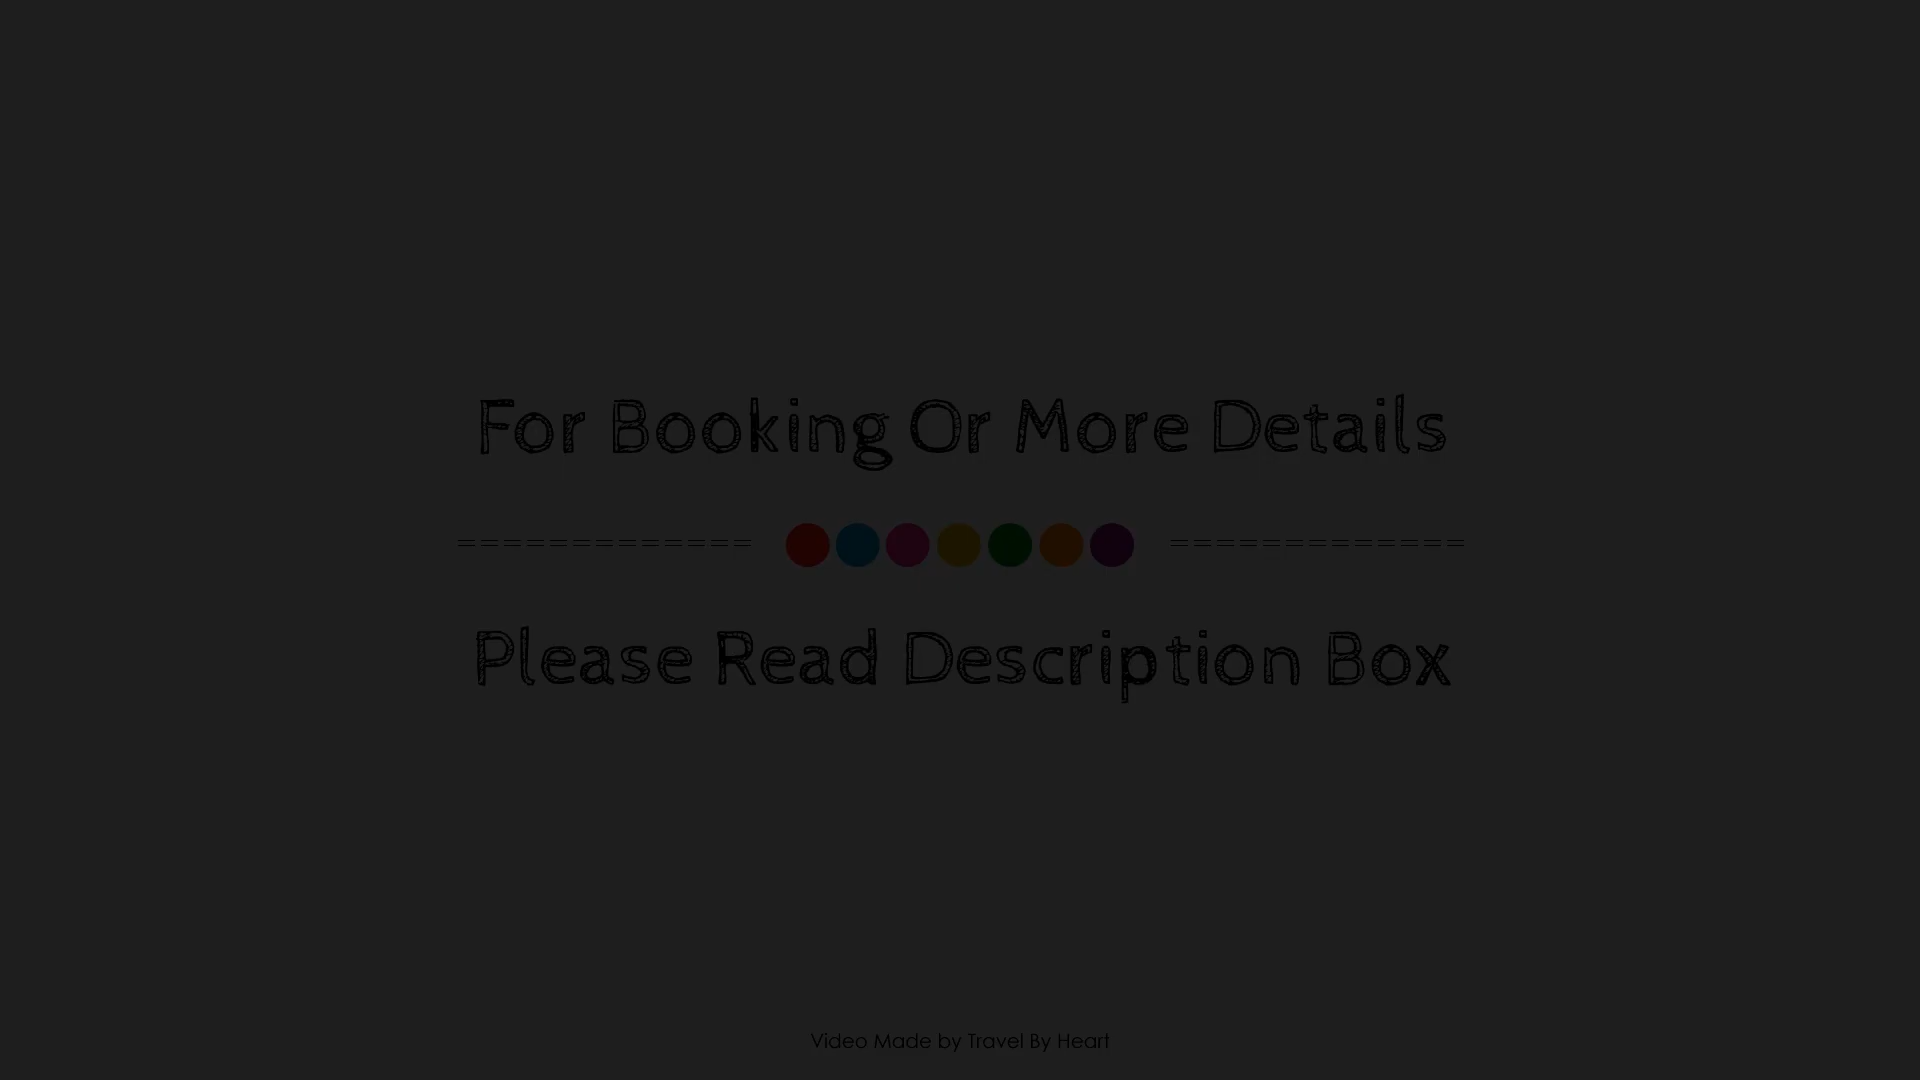 For Booking Or More Details
============= =============
Please Read Description Box
Video Made by Travel By Heart